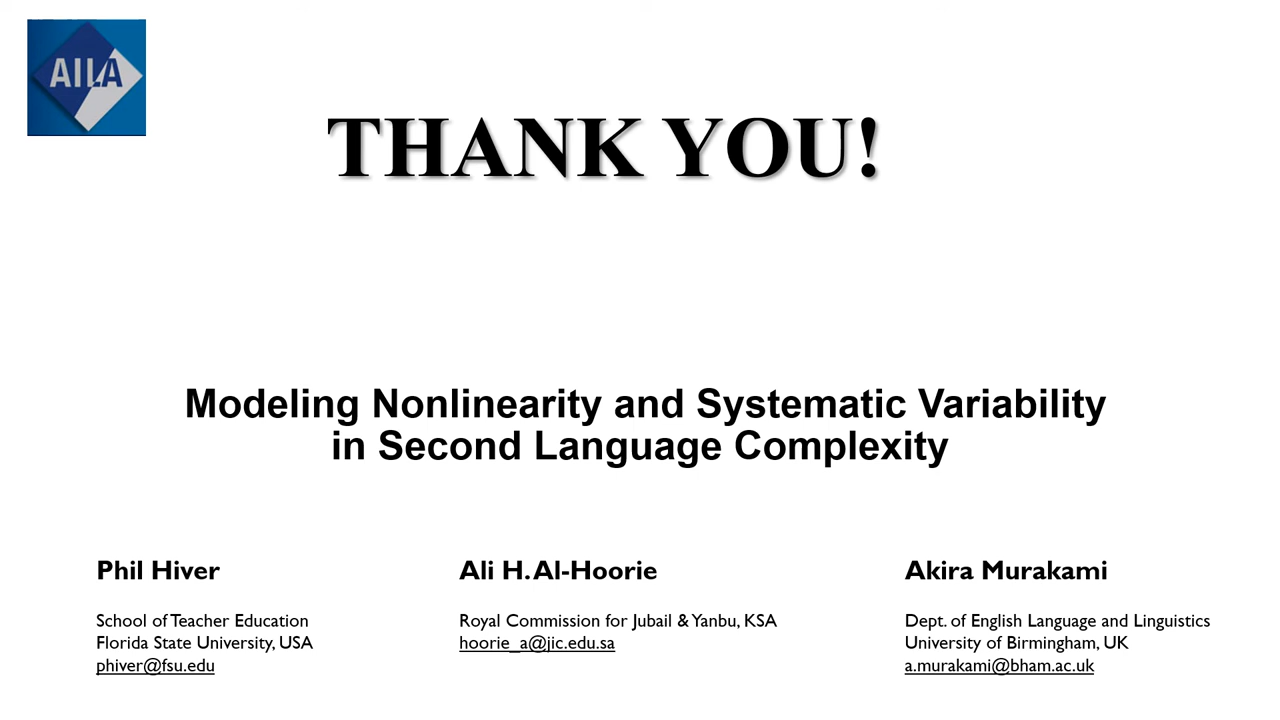 AILA
THANK YOU!
Modeling Nonlinearity and Systematic Variability
in Second Language Complexity
Phil Hiver
School of Teacher Education
Florida State University, USA
phiver@fsu.edu
Ali H. Al-Hoorie
Royal Commission for Jubail & Yanbu, KSA
hoorie_a@jic.edu.sa
Akira Murakami
Dept. of English Language and Linguistics
University of Birmingham, UK
a.murakami@bham.ac.uk